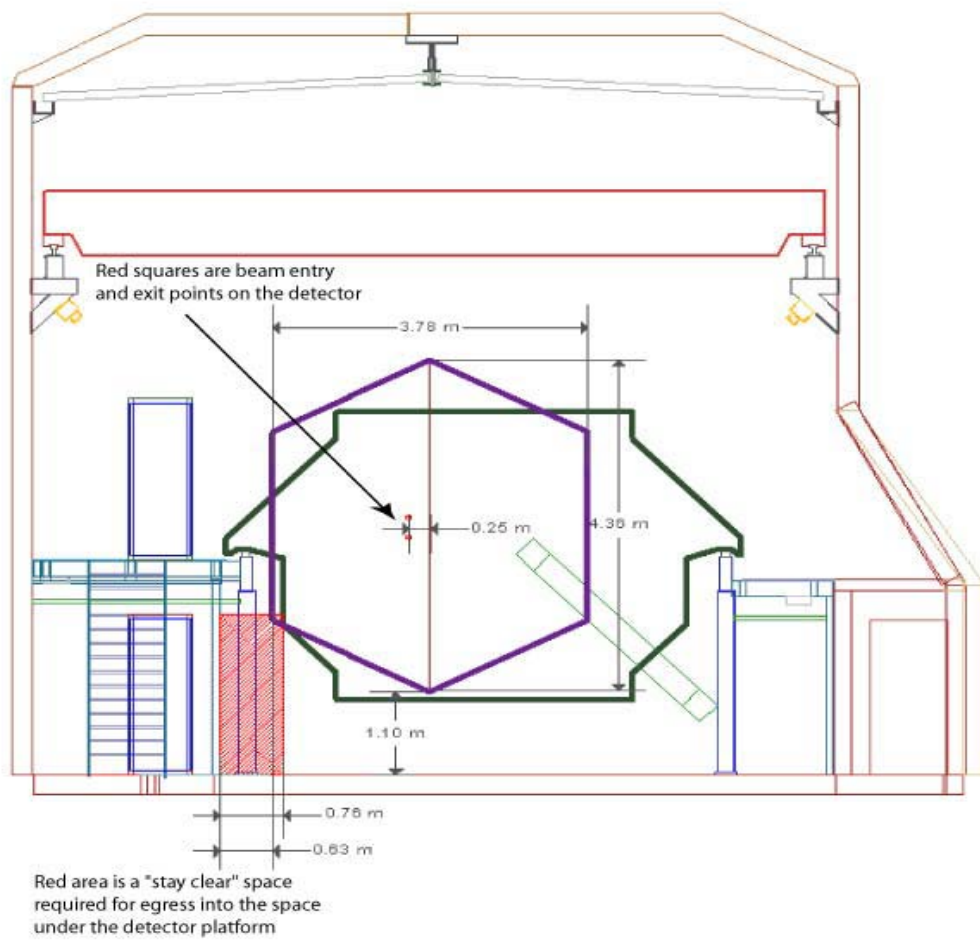 Red squares are beam entry
and exit points on the detector
3.78 m
0.25 m
4.36 m
1.10 m
0.76 m
0.63 m
Red area is a "stay clear" space
required for egress into the space
under the detector platform